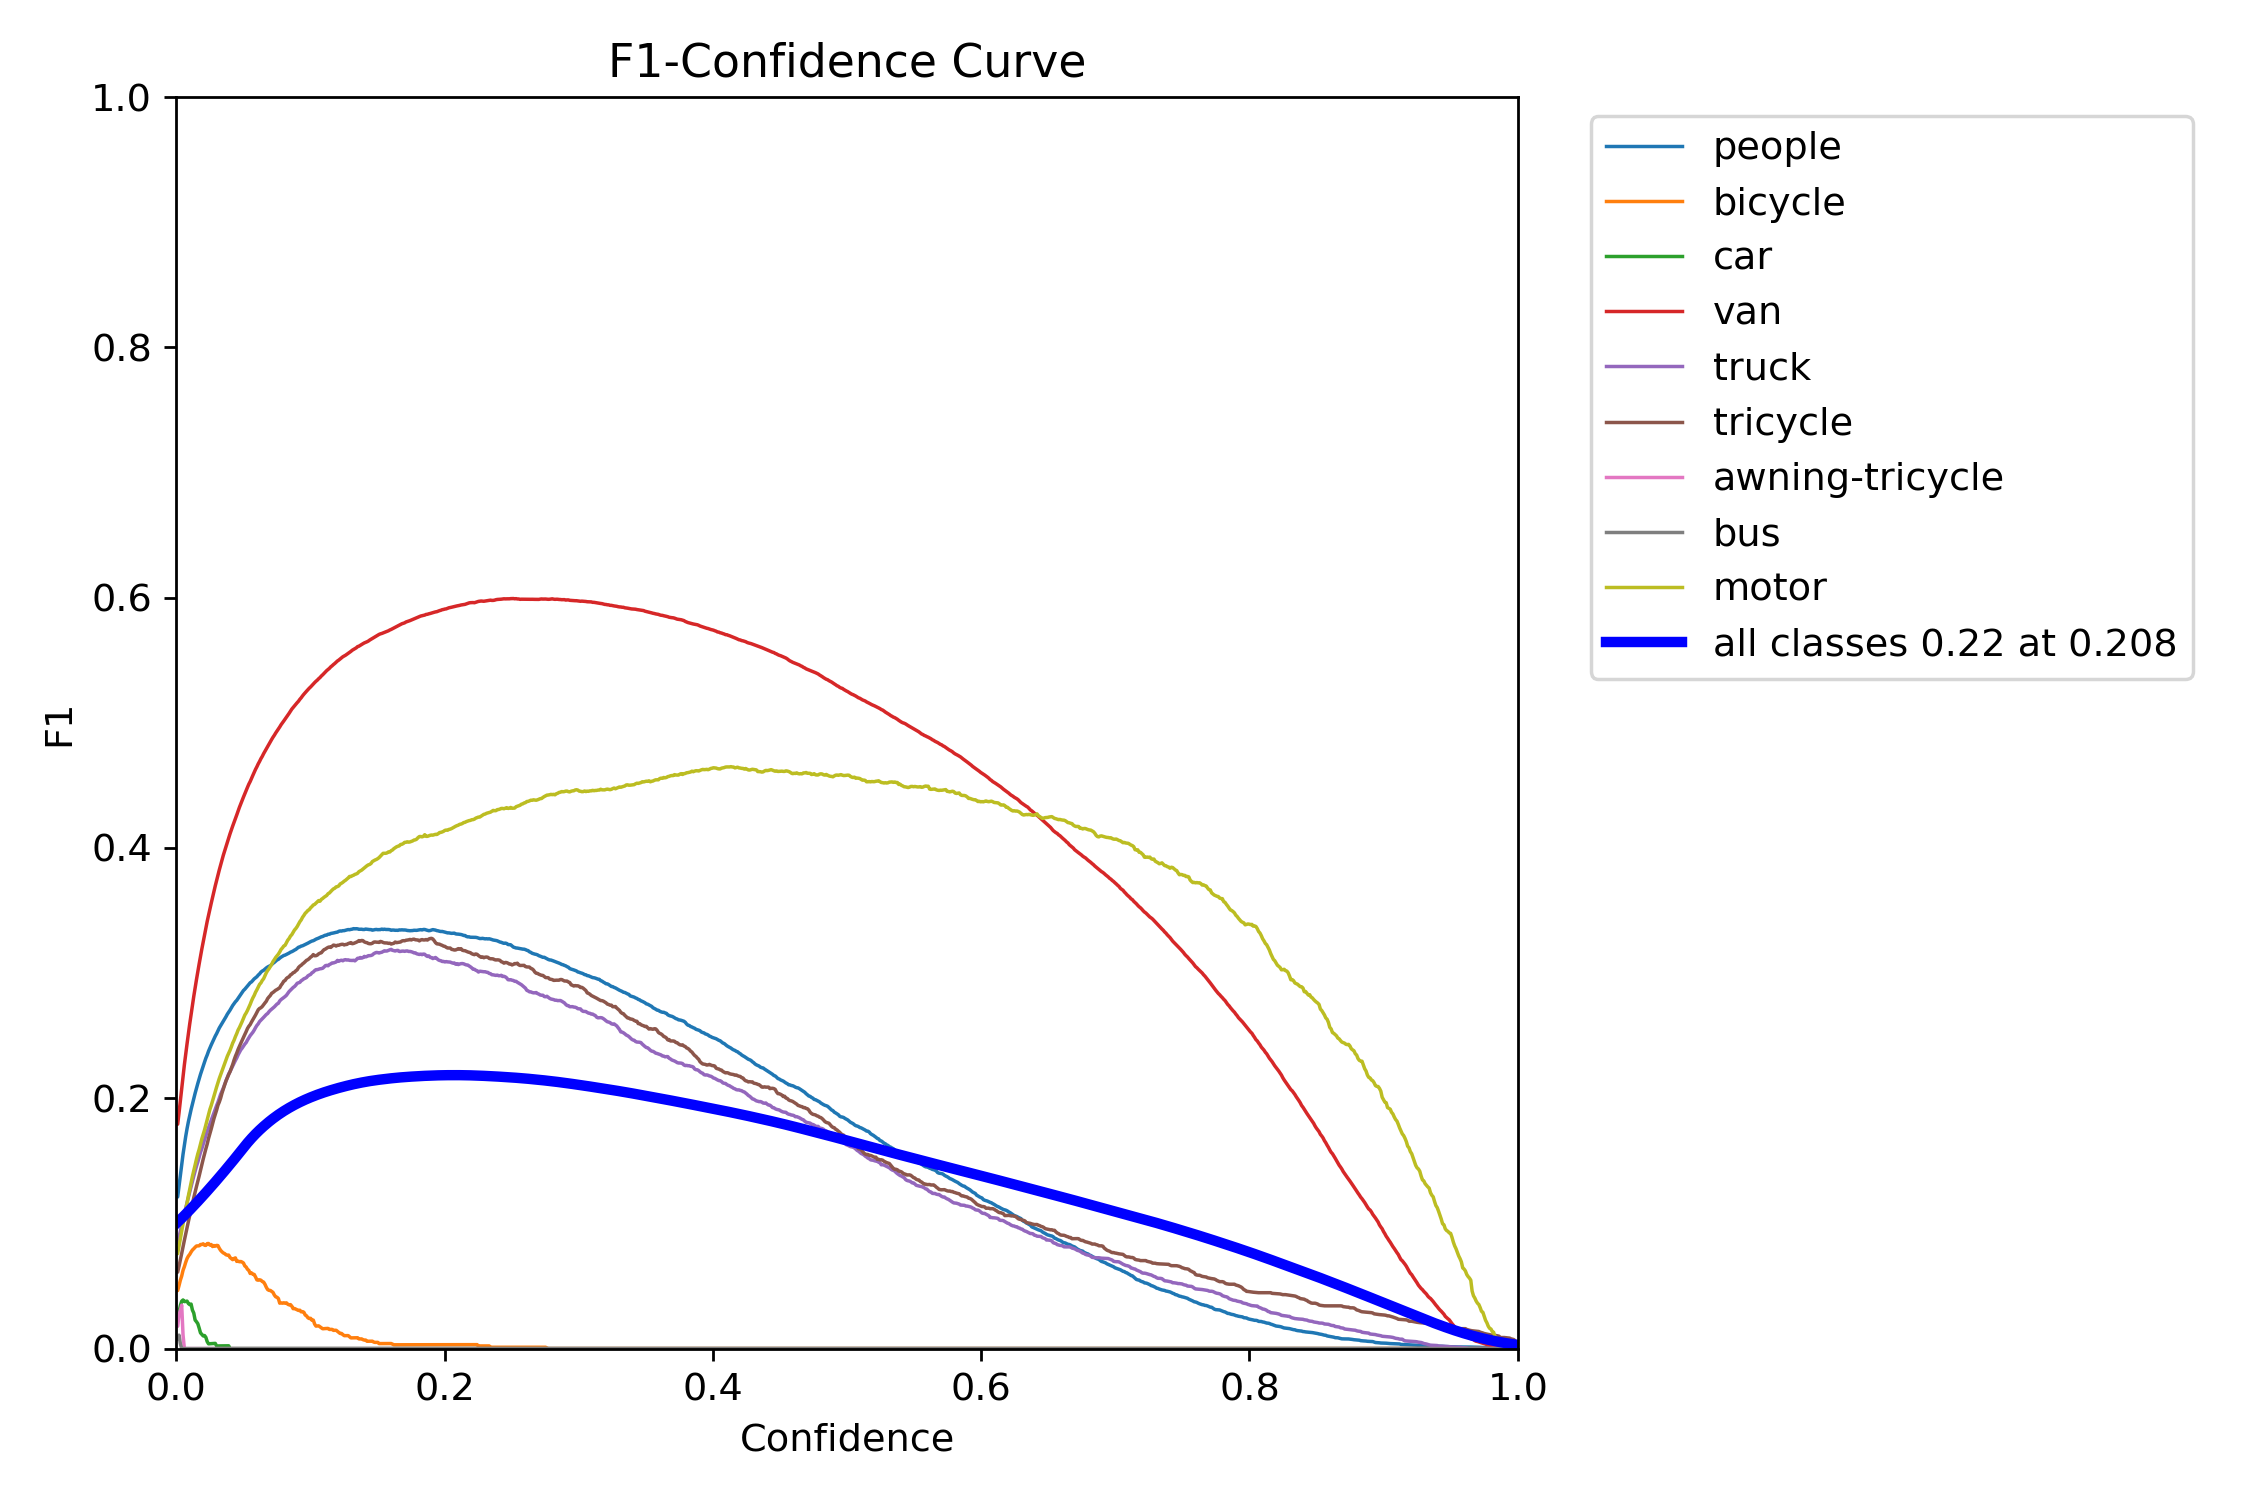 F1-Confidence Curve
1.0
0.8
0.6
0.4
0.2
0.0
F1
0.0 0.2 0.4 0.6 0.8 1.0
Confidence
people
bicycle
car
van
truck
tricycle
awning-tricycle
bus
motor
all classes 0.22 at 0.208